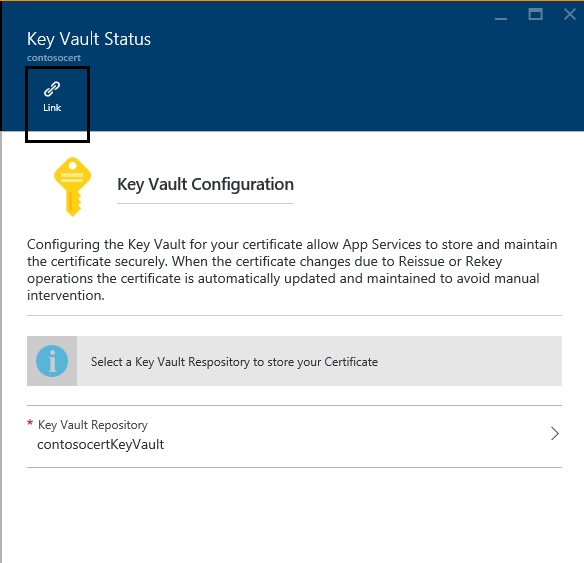 Key Vault Status
contosocert
Link
Key Vault Configuration
Configuring the Key Vault for your certificate allow App Services to store and maintain
the certificate securely. When the certificate changes due to Reissue or Rekey
operations the certificate is automatically updated and maintained to avoid manual
intervention.
Select a Key Vault Respository to store your Certificate
* Key Vault Repository
contosocertKeyVault